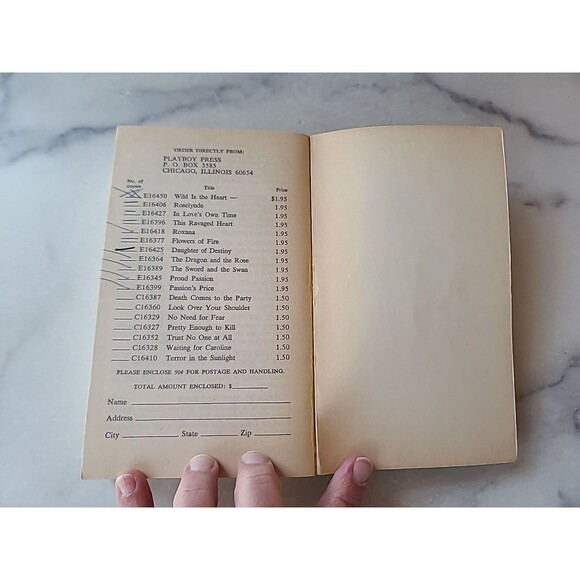 ORDER DIRECTLY FROM:
PLAYBOY PRESS
P. O. BOX 3385
CHICAGO, ILLINOIS 60654
No. of copies Title Price
E16450 Wild Is the Heart — $1.95
E16406 Roselynde 1.95
E16427 In Love's Own Time 1.95
E16396 This Ravaged Heart 1.95
E16418 Roxana 1.95
E16377 Flowers of Fire 1.95
E16425 Daughter of Destiny 1.95
E16364 The Dragon and the Rose 1.95
E16389 The Sword and the Swan 1.95
E16345 Proud Passion 1.95
E16399 Passion's Price 1.95
C16387 Death Comes to the Party 1.50
C16360 Look Over Your Shoulder 1.50
C16329 No Need for Fear 1.50
C16327 Pretty Enough to Kill 1.50
C16352 Trust No One at All 1.50
C16328 Waiting for Caroline 1.50
C16410 Terror in the Sunlight 1.50
PLEASE ENCLOSE 50¢ FOR POSTAGE AND HANDLING.
TOTAL AMOUNT ENCLOSED: $
Name
Address
City State Zip